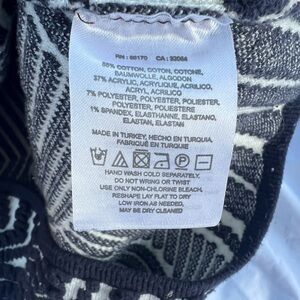 RN : 66170 CA : 33084
55% COTTON, COTON, COTONE,
BAUMWOLLE, ALGODON
37% ACRYLIC, ACRYLIQUE, ACRILICO,
ACRYL, ACRILICO
7% POLYESTER, POLYESTER, POLIESTER,
POLYESTER, POLIESTERE
1% SPANDEX, ELASTHANNE, ELASTANO,
ELASTAN, ELASTAN
MADE IN TURKEY, HECHO EN TURQUIA,
FABRIQUÉ EN TURQUIE
P
HAND WASH COLD SEPARATELY.
DO NOT WRING OR TWIST
USE ONLY NON-CHLORINE BLEACH.
RESHAPE LAY FLAT TO DRY
LOW IRON AS NEEDED.
MAY BE DRY CLEANED